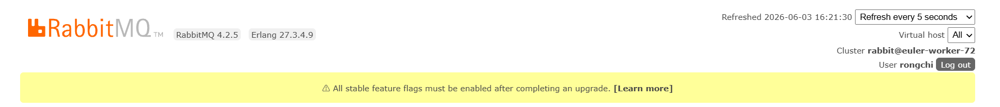 RabbitMQ™ RabbitMQ 4.2.5 Erlang 27.3.4.9
Refreshed 2026-06-03 16:21:30 Refresh every 5 seconds
Virtual host All
Cluster rabbit@euler-worker-72
User rongchi Log out
⚠ All stable feature flags must be enabled after completing an upgrade. [Learn more]